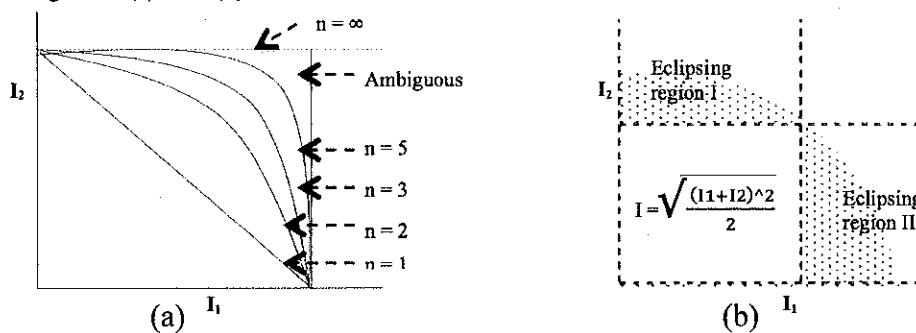 n = ∞
Ambiguous
I₂
n = 5
n = 3
n = 2
n = 1
I₁
(a)
Eclipsing
region I
I₂
I = √((I1+I2)^2/2)
Eclipsing
region II
I₁
(b)